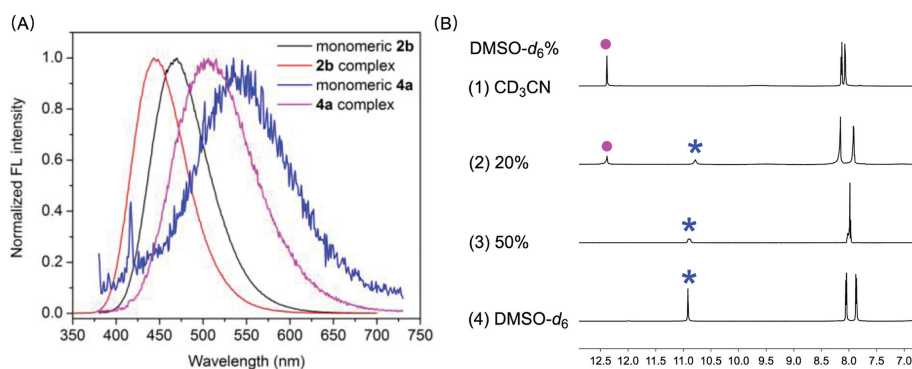 (A)
monomeric 2b
2b complex
monomeric 4a
4a complex
1.0
0.8
0.6
0.4
0.2
0.0
Normalized FL intensity
350 400 450 500 550 600 650 700 750
Wavelength (nm)
(B)
DMSO-d6%
(1) CD3CN
(2) 20%
*
(3) 50%
*
(4) DMSO-d6
*
12.5 12.0 11.5 11.0 10.5 10.0 9.5 9.0 8.5 8.0 7.5 7.0